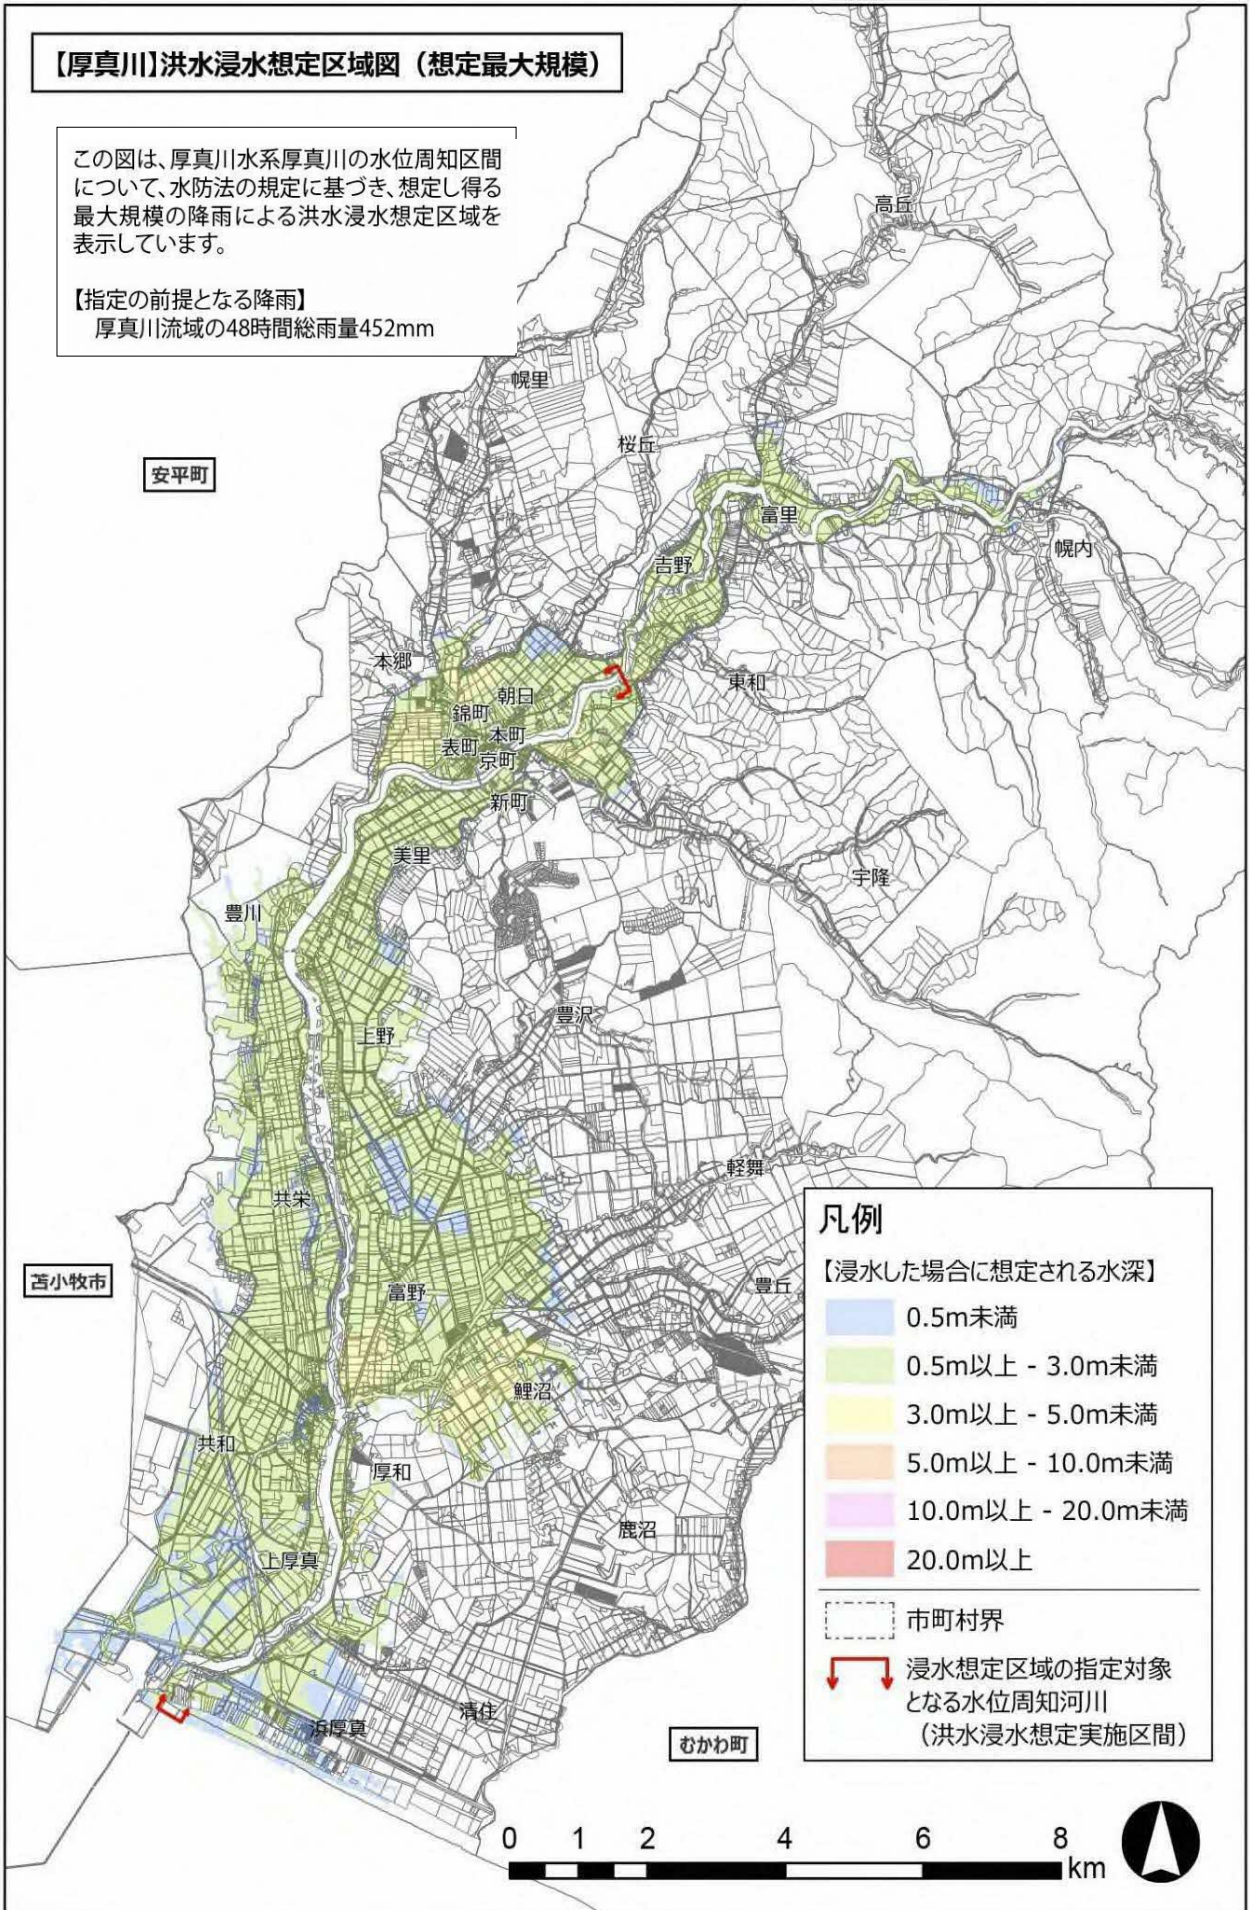 【厚真川】洪水浸水想定区域図（想定最大規模）
この図は、厚真川水系厚真川の水位周知区間
について、水防法の規定に基づき、想定し得る
最大規模の降雨による洪水浸水想定区域を
表示しています。
【指定の前提となる降雨】
厚真川流域の48時間総雨量452mm
高丘
幌里
桜丘
安平町
富里
幌内
吉野
本郷
東和
朝日
錦町
本町
表町
京町
新町
美里
宇隆
豊川
豊沢
上野
軽舞
共栄
苫小牧市
富野
豊丘
鯉沼
共和
厚和
鹿沼
上厚真
清住
浜厚真
むかわ町
凡例
【浸水した場合に想定される水深】
0.5m未満
0.5m以上 - 3.0m未満
3.0m以上 - 5.0m未満
5.0m以上 - 10.0m未満
10.0m以上 - 20.0m未満
20.0m以上
市町村界
浸水想定区域の指定対象
となる水位周知河川
（洪水浸水想定実施区間）
0 1 2 4 6 8
km